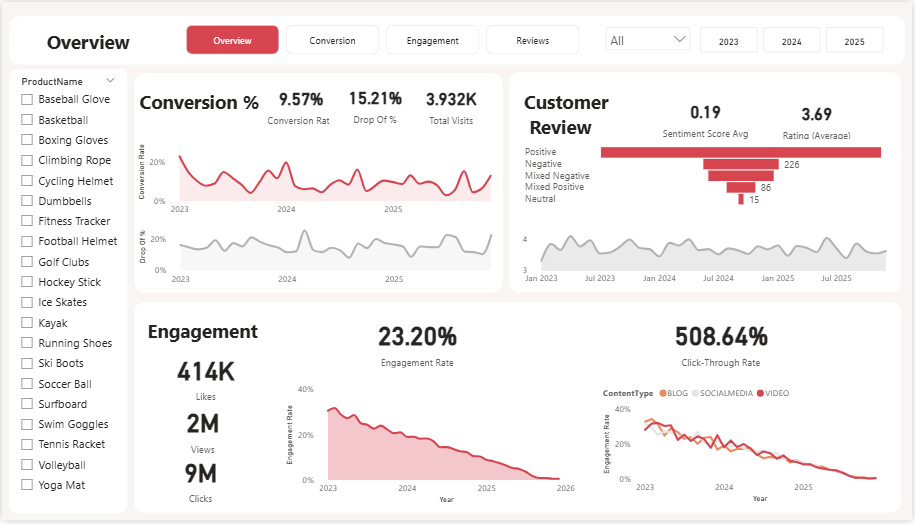 Overview
Overview Conversion Engagement Reviews All 2023 2024 2025
ProductName
Baseball Glove
Basketball
Boxing Gloves
Climbing Rope
Cycling Helmet
Dumbbells
Fitness Tracker
Football Helmet
Golf Clubs
Hockey Stick
Ice Skates
Kayak
Running Shoes
Ski Boots
Soccer Ball
Surfboard
Swim Goggles
Tennis Racket
Volleyball
Yoga Mat
Conversion %
9.57%
Conversion Rat
15.21%
Drop Of %
3.932K
Total Visits
Conversion Rate
20%
0%
2023 2024 2025
Drop Of %
20%
0%
2023 2024 2025
Customer
Review
0.19
Sentiment Score Avg
3.69
Rating (Average)
Positive
Negative 226
Mixed Negative
Mixed Positive 86
Neutral 15
4
3
Jan 2023 Jul 2023 Jan 2024 Jul 2024 Jan 2025 Jul 2025
Engagement
414K
Likes
2M
Views
9M
Clicks
23.20%
Engagement Rate
Engagement Rate
40%
20%
0%
2023 2024 2025 2026
Year
508.64%
Click-Through Rate
ContentType BLOG SOCIALMEDIA VIDEO
Engagement Rate
40%
20%
0%
2023 2024 2025
Year